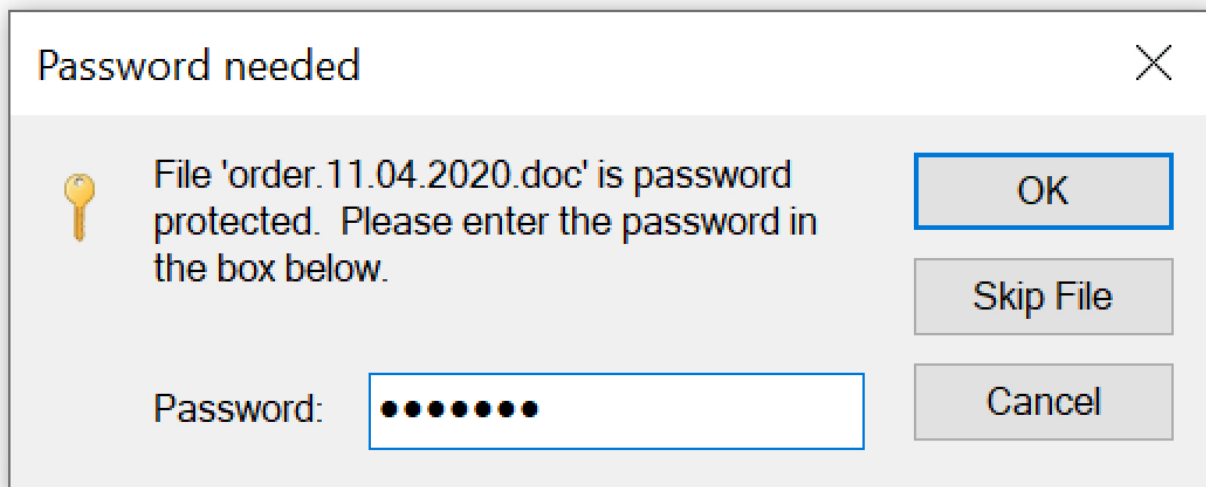 Password needed
File 'order.11.04.2020.doc' is password
protected.  Please enter the password in
the box below.
OK
Skip File
Password: ●●●●●●●
Cancel